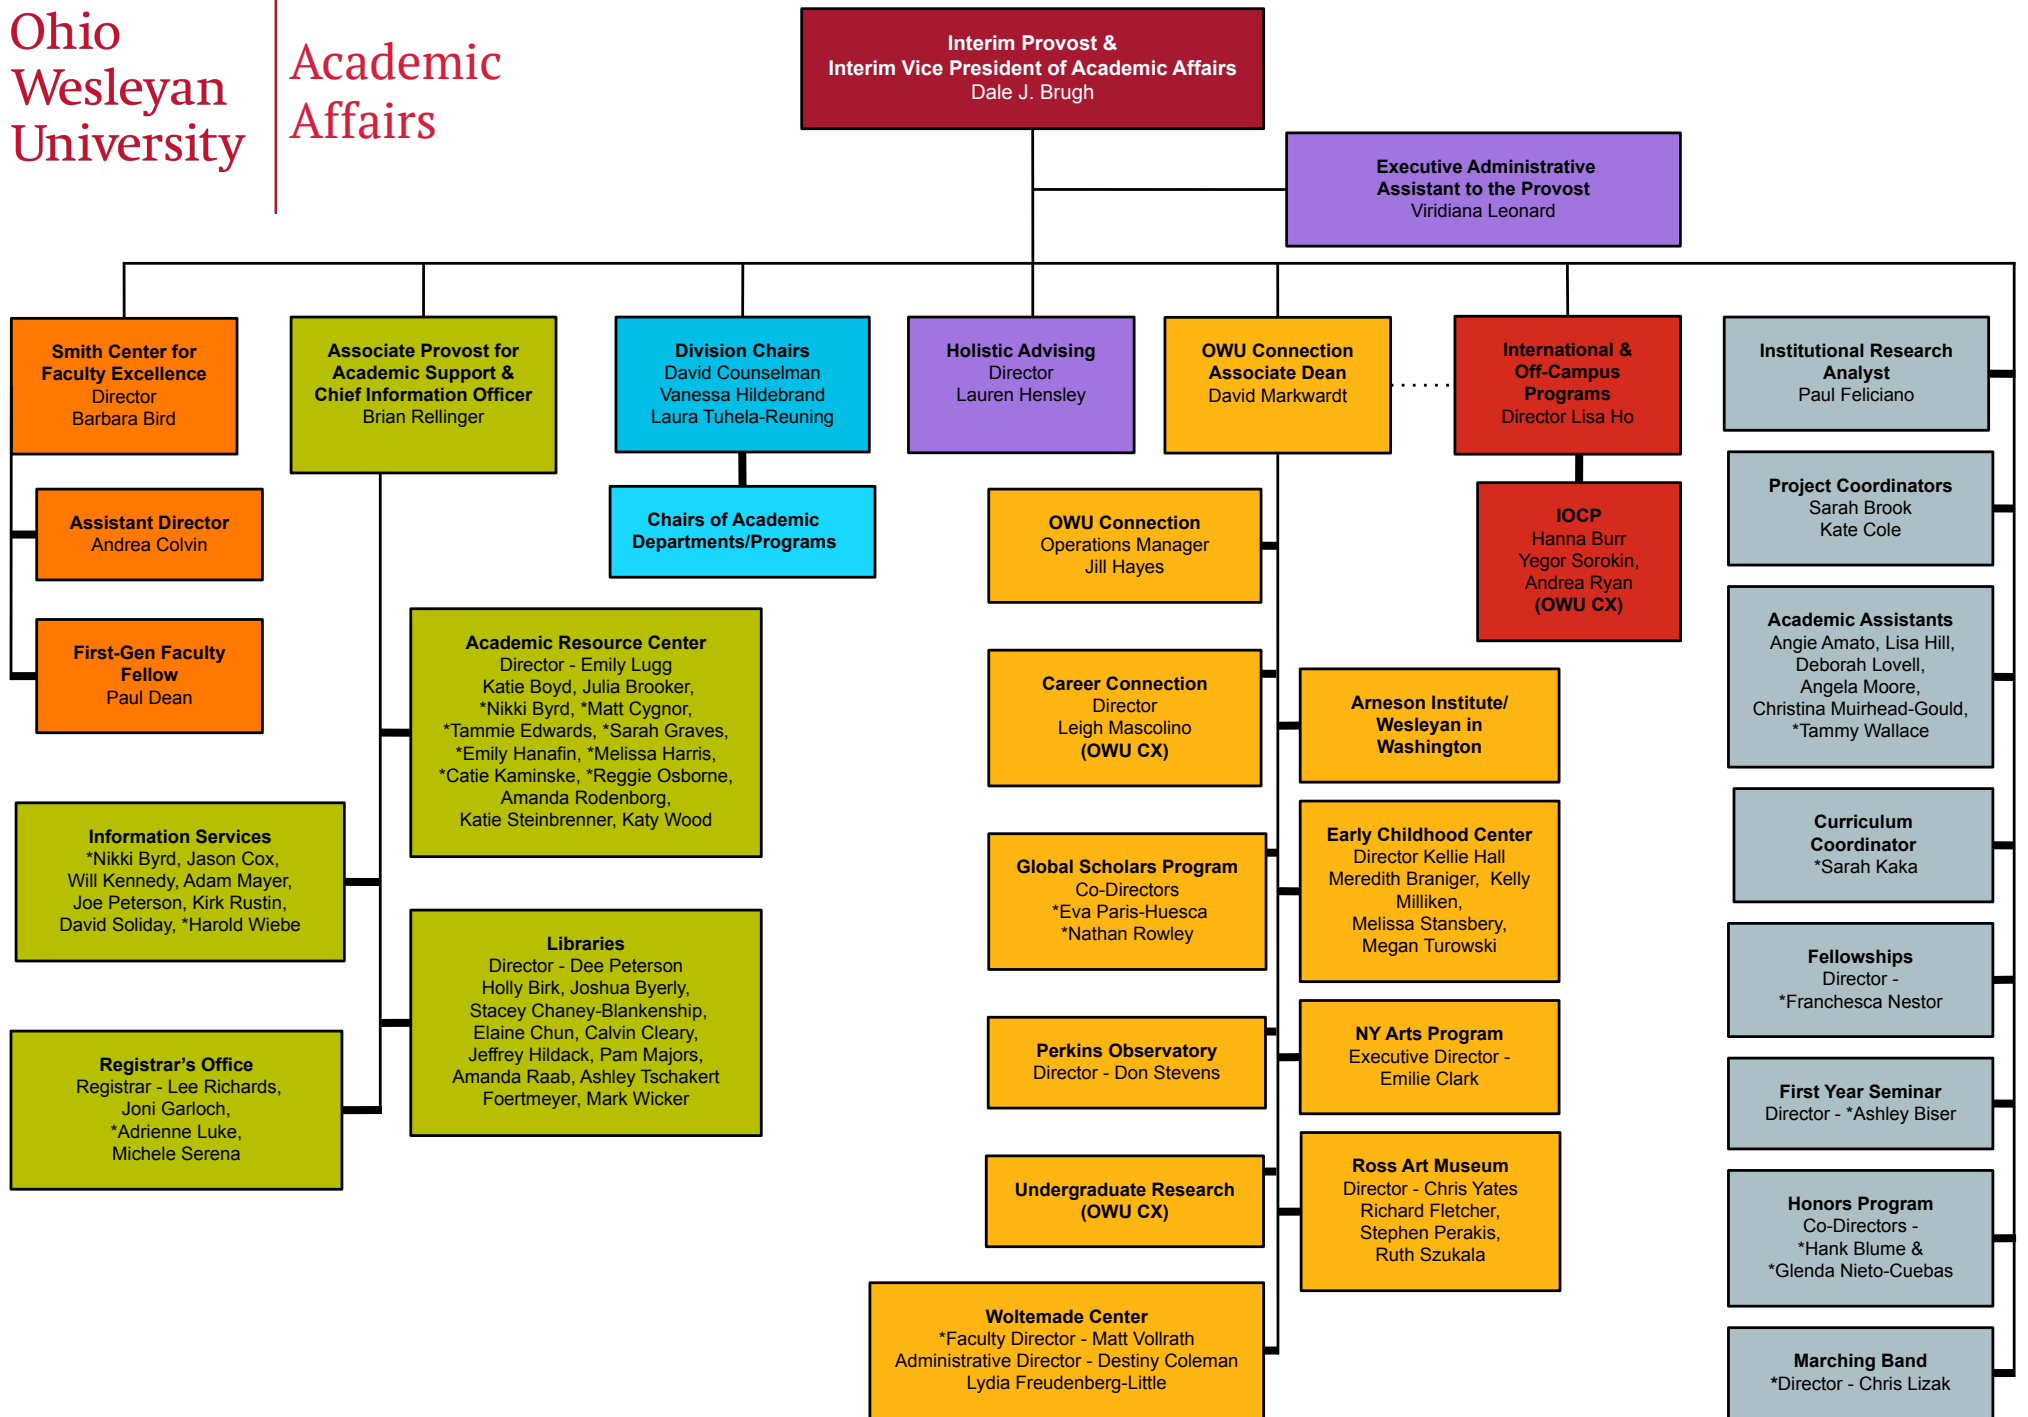 Ohio
Wesleyan
University
Academic
Affairs
Interim Provost &
Interim Vice President of Academic Affairs
Dale J. Brugh
Executive Administrative
Assistant to the Provost
Viridiana Leonard
Smith Center for
Faculty Excellence
Director
Barbara Bird
Assistant Director
Andrea Colvin
First-Gen Faculty
Fellow
Paul Dean
Associate Provost for
Academic Support &
Chief Information Officer
Brian Rellinger
Academic Resource Center
Director - Emily Lugg
Katie Boyd, Julia Brooker,
*Nikki Byrd, *Matt Cygnor,
*Tammie Edwards, *Sarah Graves,
*Emily Hanafin, *Melissa Harris,
*Catie Kaminske, *Reggie Osborne,
Amanda Rodenborg,
Katie Steinbrenner, Katy Wood
Information Services
*Nikki Byrd, Jason Cox,
Will Kennedy, Adam Mayer,
Joe Peterson, Kirk Rustin,
David Soliday, *Harold Wiebe
Libraries
Director - Dee Peterson
Holly Birk, Joshua Byerly,
Stacey Chaney-Blankenship,
Elaine Chun, Calvin Cleary,
Jeffrey Hildack, Pam Majors,
Amanda Raab, Ashley Tschakert
Foertmeyer, Mark Wicker
Registrar’s Office
Registrar - Lee Richards,
Joni Garloch,
*Adrienne Luke,
Michele Serena
Division Chairs
David Counselman
Vanessa Hildebrand
Laura Tuhela-Reuning
Chairs of Academic
Departments/Programs
Holistic Advising
Director
Lauren Hensley
OWU Connection
Associate Dean
David Markwardt
OWU Connection
Operations Manager
Jill Hayes
Career Connection
Director
Leigh Mascolino
(OWU CX)
Arneson Institute/
Wesleyan in
Washington
Global Scholars Program
Co-Directors
*Eva Paris-Huesca
*Nathan Rowley
Early Childhood Center
Director Kellie Hall
Meredith Braniger, Kelly
Milliken,
Melissa Stansbery,
Megan Turowski
Perkins Observatory
Director - Don Stevens
NY Arts Program
Executive Director -
Emilie Clark
Undergraduate Research
(OWU CX)
Ross Art Museum
Director - Chris Yates
Richard Fletcher,
Stephen Perakis,
Ruth Szukala
Woltemade Center
*Faculty Director - Matt Vollrath
Administrative Director - Destiny Coleman
Lydia Freudenberg-Little
International &
Off-Campus
Programs
Director Lisa Ho
IOCP
Hanna Burr
Yegor Sorokin,
Andrea Ryan
(OWU CX)
Institutional Research
Analyst
Paul Feliciano
Project Coordinators
Sarah Brook
Kate Cole
Academic Assistants
Angie Amato, Lisa Hill,
Deborah Lovell,
Angela Moore,
Christina Muirhead-Gould,
*Tammy Wallace
Curriculum
Coordinator
*Sarah Kaka
Fellowships
Director -
*Franchesca Nestor
First Year Seminar
Director - *Ashley Biser
Honors Program
Co-Directors -
*Hank Blume &
*Glenda Nieto-Cuebas
Marching Band
*Director - Chris Lizak